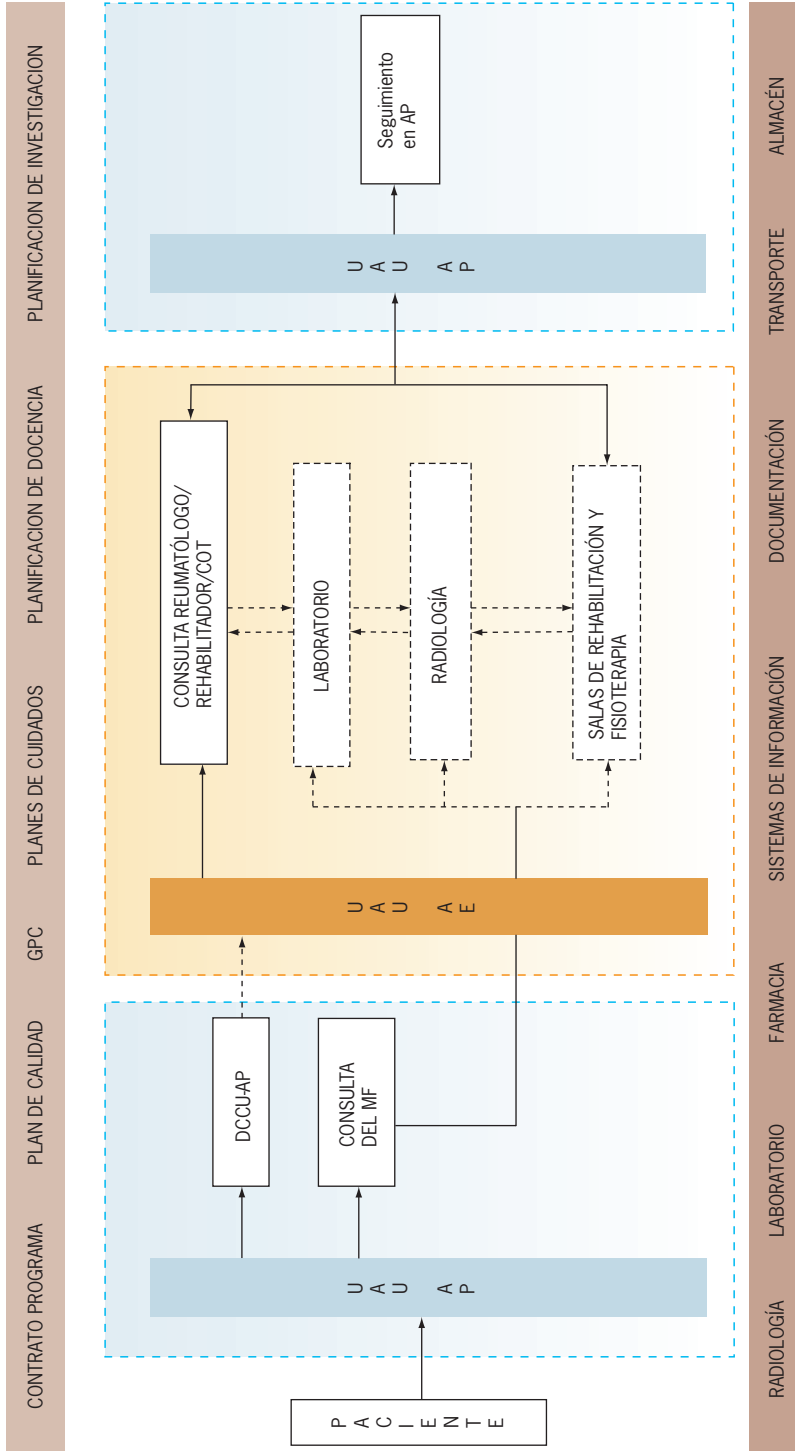 CONTRATO PROGRAMA PLAN DE CALIDAD GPC PLANES DE CUIDADOS PLANIFICACION DE DOCENCIA PLANIFICACION DE INVESTIGACION
PACIENTE
UAU AP
DCCU-AP
CONSULTA
DEL MF
UAU AE
CONSULTA REUMATÓLOGO/
REHABILITADOR/COT
LABORATORIO
RADIOLOGÍA
SALAS DE REHABILITACIÓN Y
FISIOTERAPIA
UAU AP
Seguimiento
en AP
RADIOLOGÍA LABORATORIO FARMACIA SISTEMAS DE INFORMACIÓN DOCUMENTACIÓN TRANSPORTE ALMACÉN